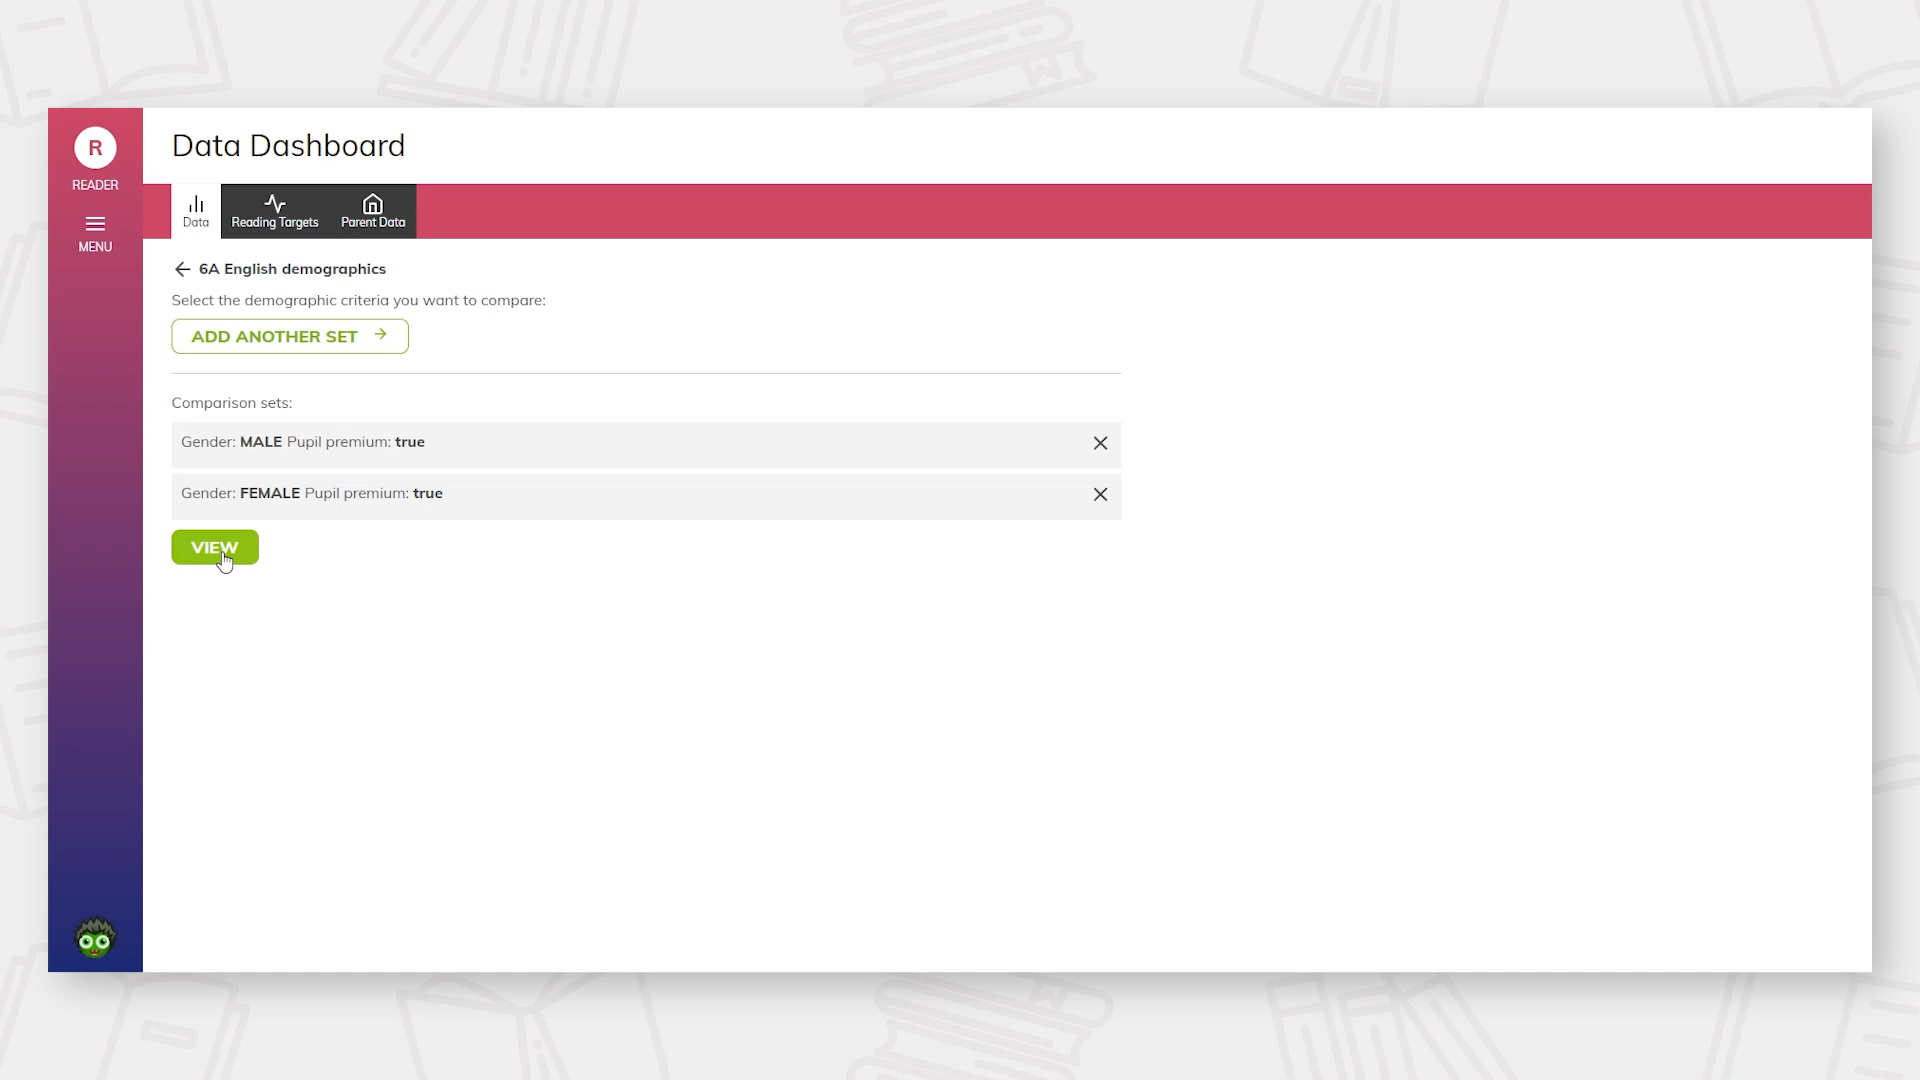 R
READER
MENU
Data Dashboard
Data
Reading Targets
Parent Data
6A English demographics
Select the demographic criteria you want to compare:
ADD ANOTHER SET
Comparison sets:
Gender: MALE Pupil premium: true
Gender: FEMALE Pupil premium: true
VIEW